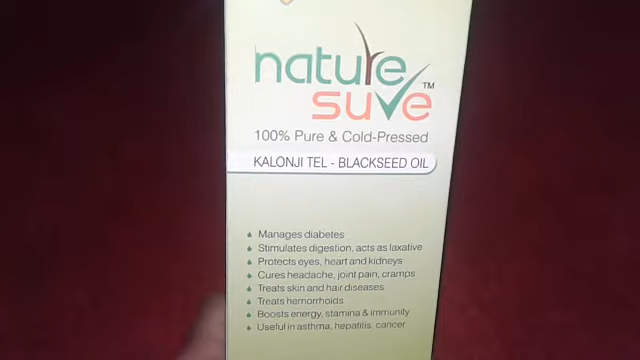 nature
sure™
100% Pure & Cold-Pressed
KALONJI TEL - BLACKSEED OIL
Manages diabetes
Stimulates digestion, acts as laxative
Protects eyes, heart and kidneys
Cures headache, joint pain, cramps
Treats skin and hair diseases
Treats hemorrhoids
Boosts energy, stamina & immunity
Useful in asthma, hepatitis, cancer